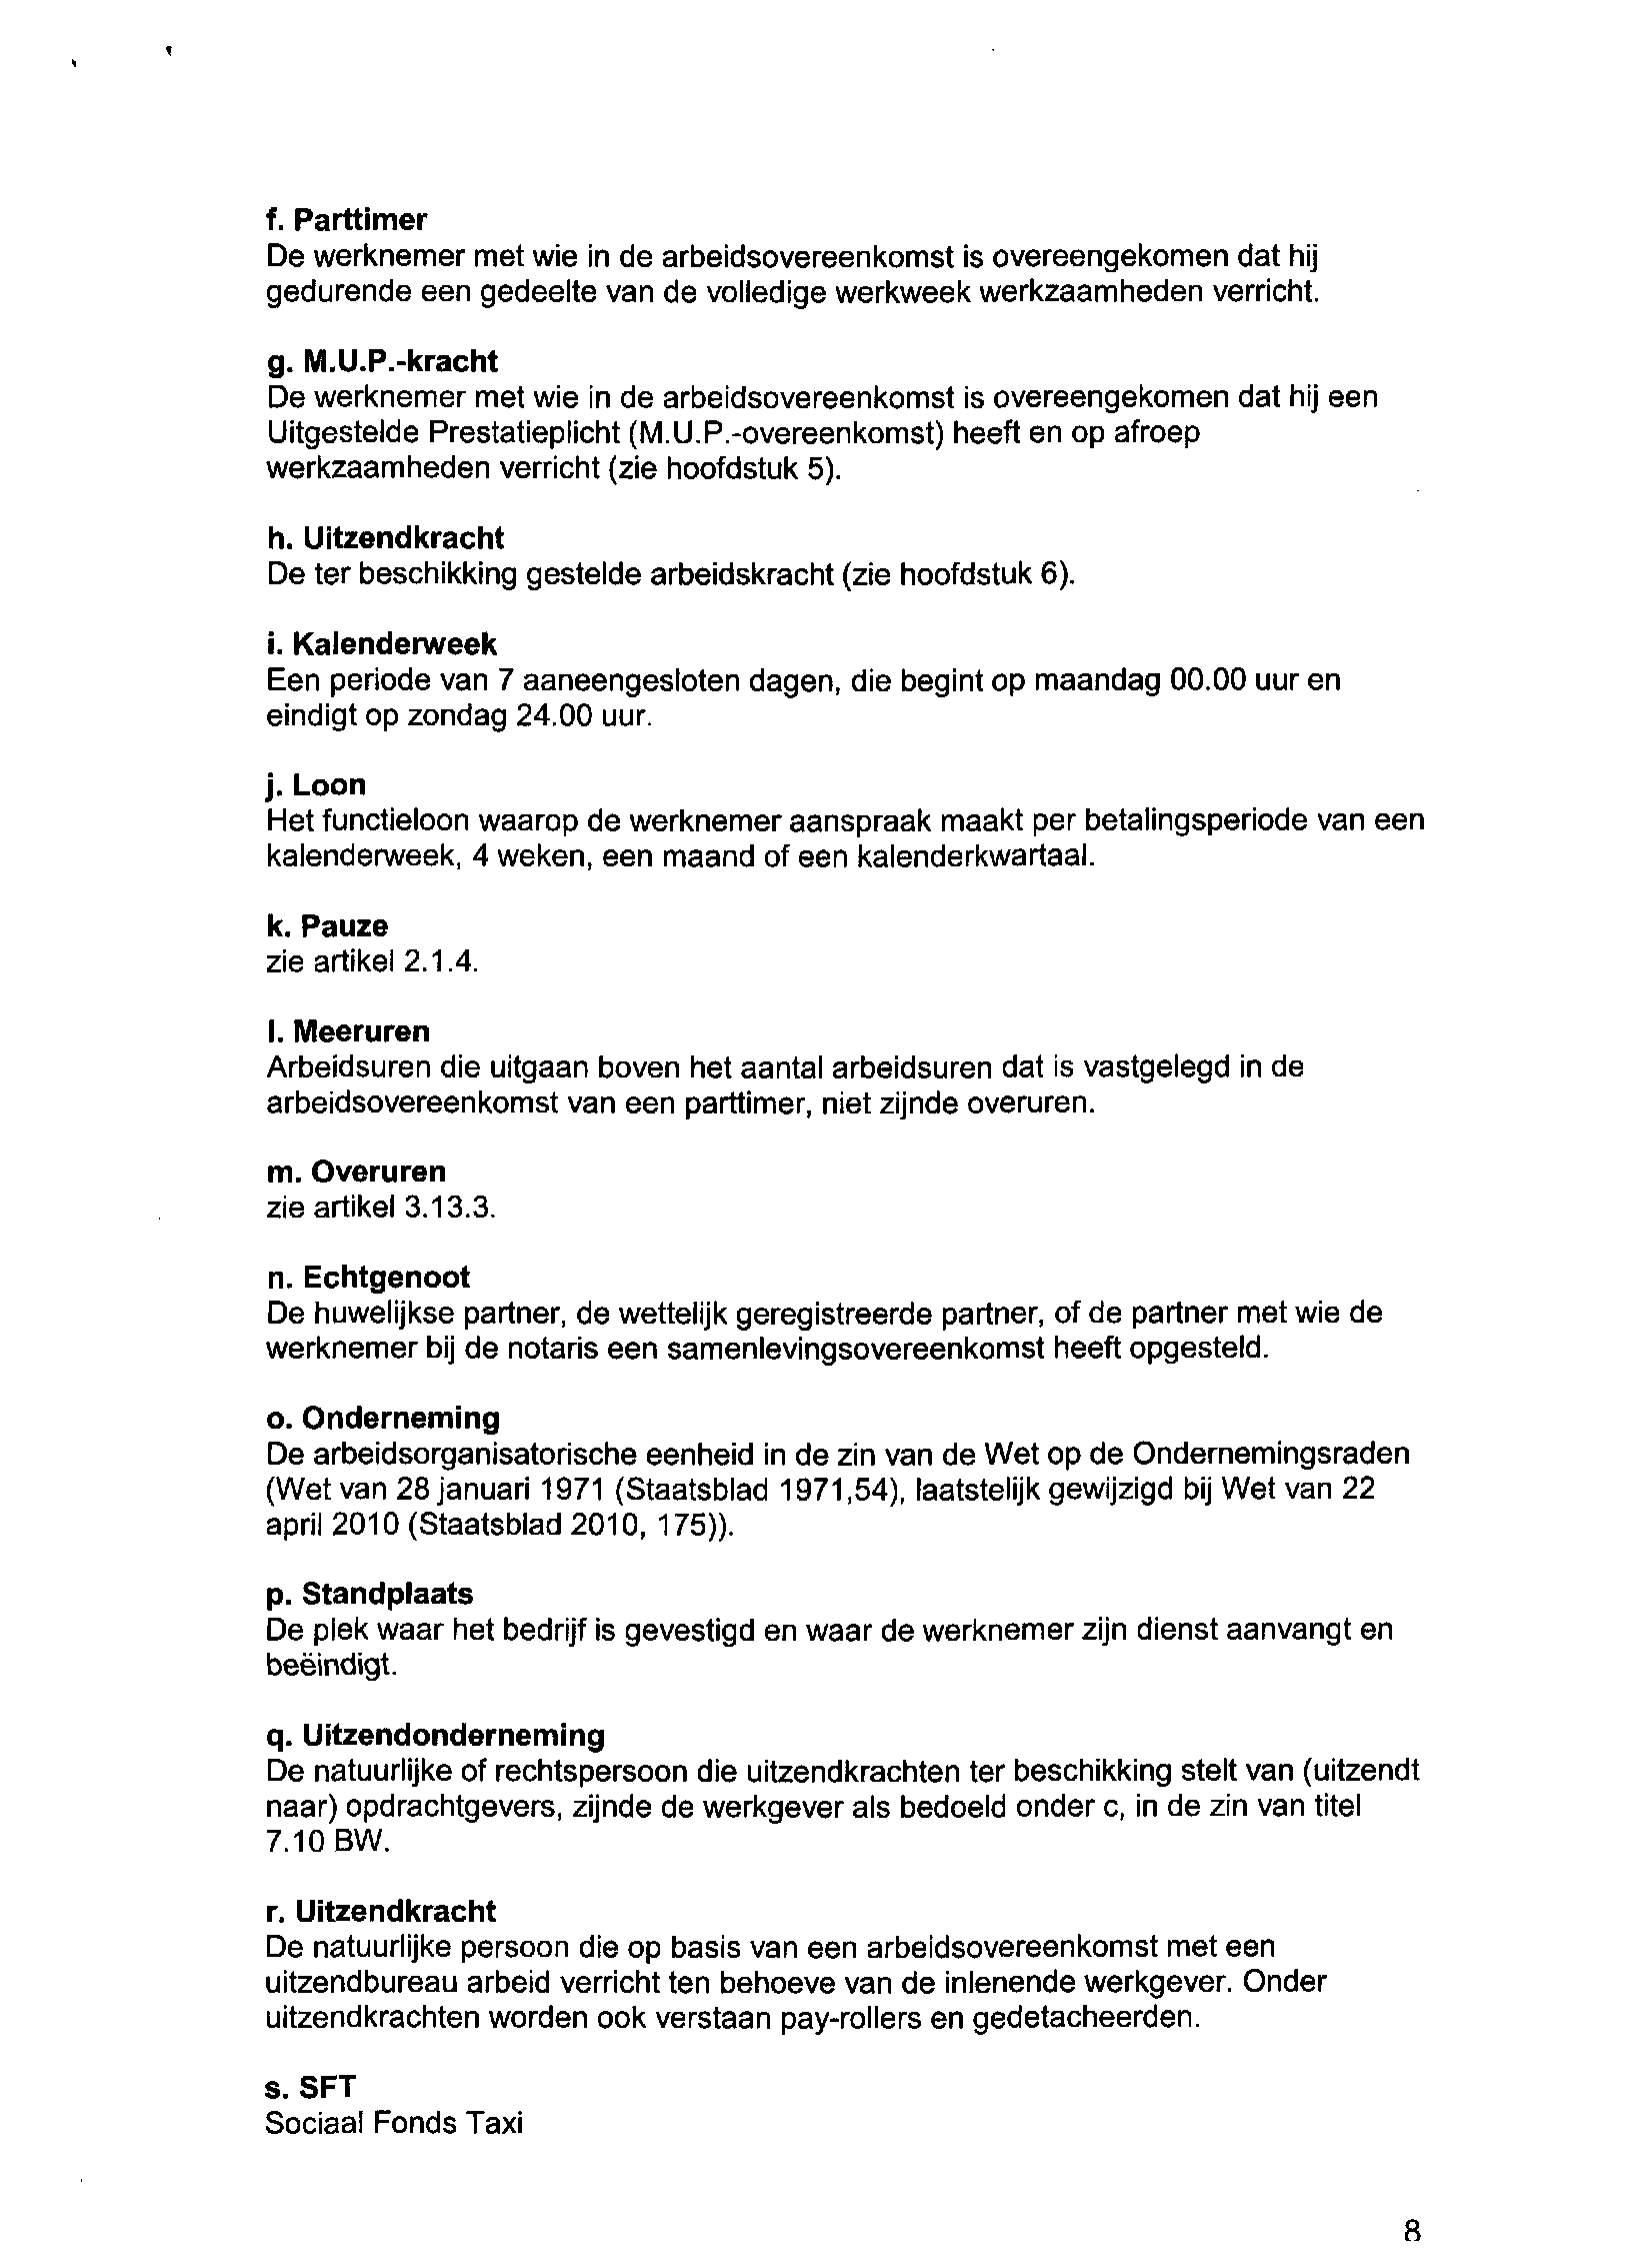 f. Parttimer
De werknemer met wie in de arbeidsovereenkomst is overeengekomen dat hij
gedurende een gedeelte van de volledige werkweek werkzaamheden verricht.
g. M.U.P.-kracht
De werknemer met wie in de arbeidsovereenkomst is overeengekomen dat hij een
Uitgestelde Prestatieplicht (M.U.P.-overeenkomst) heeft en op afroep
werkzaamheden verricht (zie hoofdstuk 5).
h. Uitzendkracht
De ter beschikking gestelde arbeidskracht (zie hoofdstuk 6).
i. Kalenderweek
Een periode van 7 aaneengesloten dagen, die begint op maandag 00.00 uur en
eindigt op zondag 24.00 uur.
j. Loon
Het functieloon waarop de werknemer aanspraak maakt per betalingsperiode van een
kalenderweek, 4 weken, een maand of een kalenderkwartaal.
k. Pauze
zie artikel 2.1.4.
l. Meeruren
Arbeidsuren die uitgaan boven het aantal arbeidsuren dat is vastgelegd in de
arbeidsovereenkomst van een parttimer, niet zijnde overuren.
m. Overuren
zie artikel 3.13.3.
n. Echtgenoot
De huwelijkse partner, de wettelijk geregistreerde partner, of de partner met wie de
werknemer bij de notaris een samenlevingsovereenkomst heeft opgesteld.
o. Onderneming
De arbeidsorganisatorische eenheid in de zin van de Wet op de Ondernemingsraden
(Wet van 28 januari 1971 (Staatsblad 1971,54), laatstelijk gewijzigd bij Wet van 22
april 2010 (Staatsblad 2010, 175)).
p. Standplaats
De plek waar het bedrijf is gevestigd en waar de werknemer zijn dienst aanvangt en
beëindigt.
q. Uitzendonderneming
De natuurlijke of rechtspersoon die uitzendkrachten ter beschikking stelt van (uitzendt
naar) opdrachtgevers, zijnde de werkgever als bedoeld onder c, in de zin van titel
7.10 BW.
r. Uitzendkracht
De natuurlijke persoon die op basis van een arbeidsovereenkomst met een
uitzendbureau arbeid verricht ten behoeve van de inlenende werkgever. Onder
uitzendkrachten worden ook verstaan pay-rollers en gedetacheerden.
s. SFT
Sociaal Fonds Taxi
8